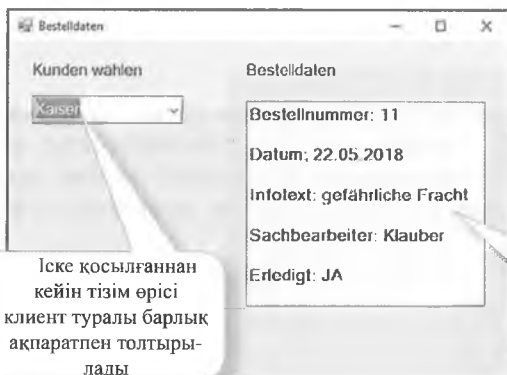 Bestelldaten
Kunden wählen
Bestelldaten
Kaiser
Bestellnummer: 11
Datum: 22.05.2018
Infotext: gefährliche Fracht
Sachbearbeiter: Klauber
Erledigt: JA
Іске қосылғаннан
кейін тізім өрісі
клиент туралы барлық
ақпаратпен толтыры-
лады